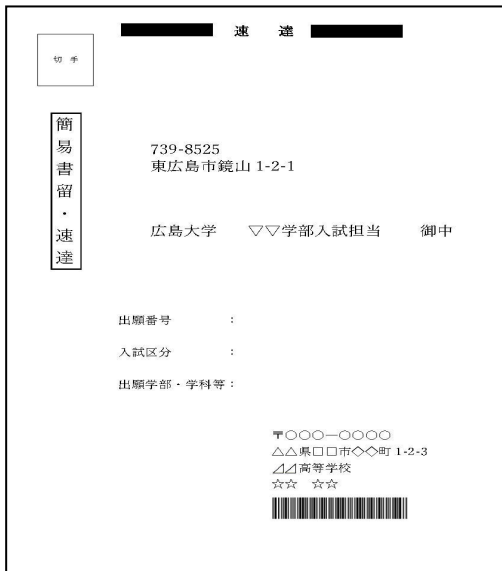 速　達
切 手
簡易書留・速達
739-8525
東広島市鏡山 1-2-1
広島大学　▽▽学部入試担当　御中
出願番号　：
入試区分　：
出願学部・学科等：
〒○○○―○○○○
△△県□□市◇◇町 1-2-3
⊿⊿高等学校
☆☆　☆☆